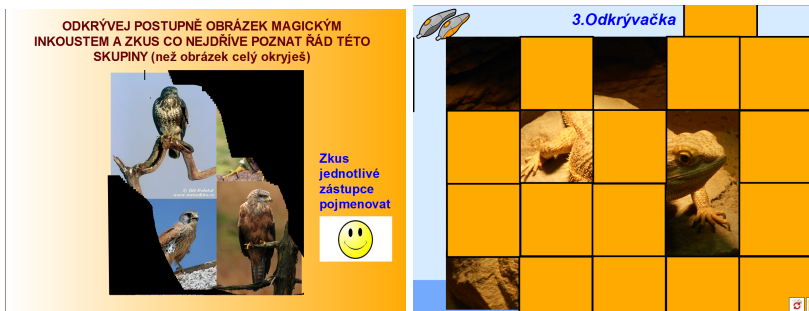 ODKRÝVEJ POSTUPNĚ OBRÁZEK MAGICKÝM
INKOUSTEM A ZKUS CO NEJDŘÍVE POZNAT ŘÁD TÉTO
SKUPINY (než obrázek celý okryješ)
Zkus
jednotlivé
zástupce
pojmenovat
3.Odkrývačka